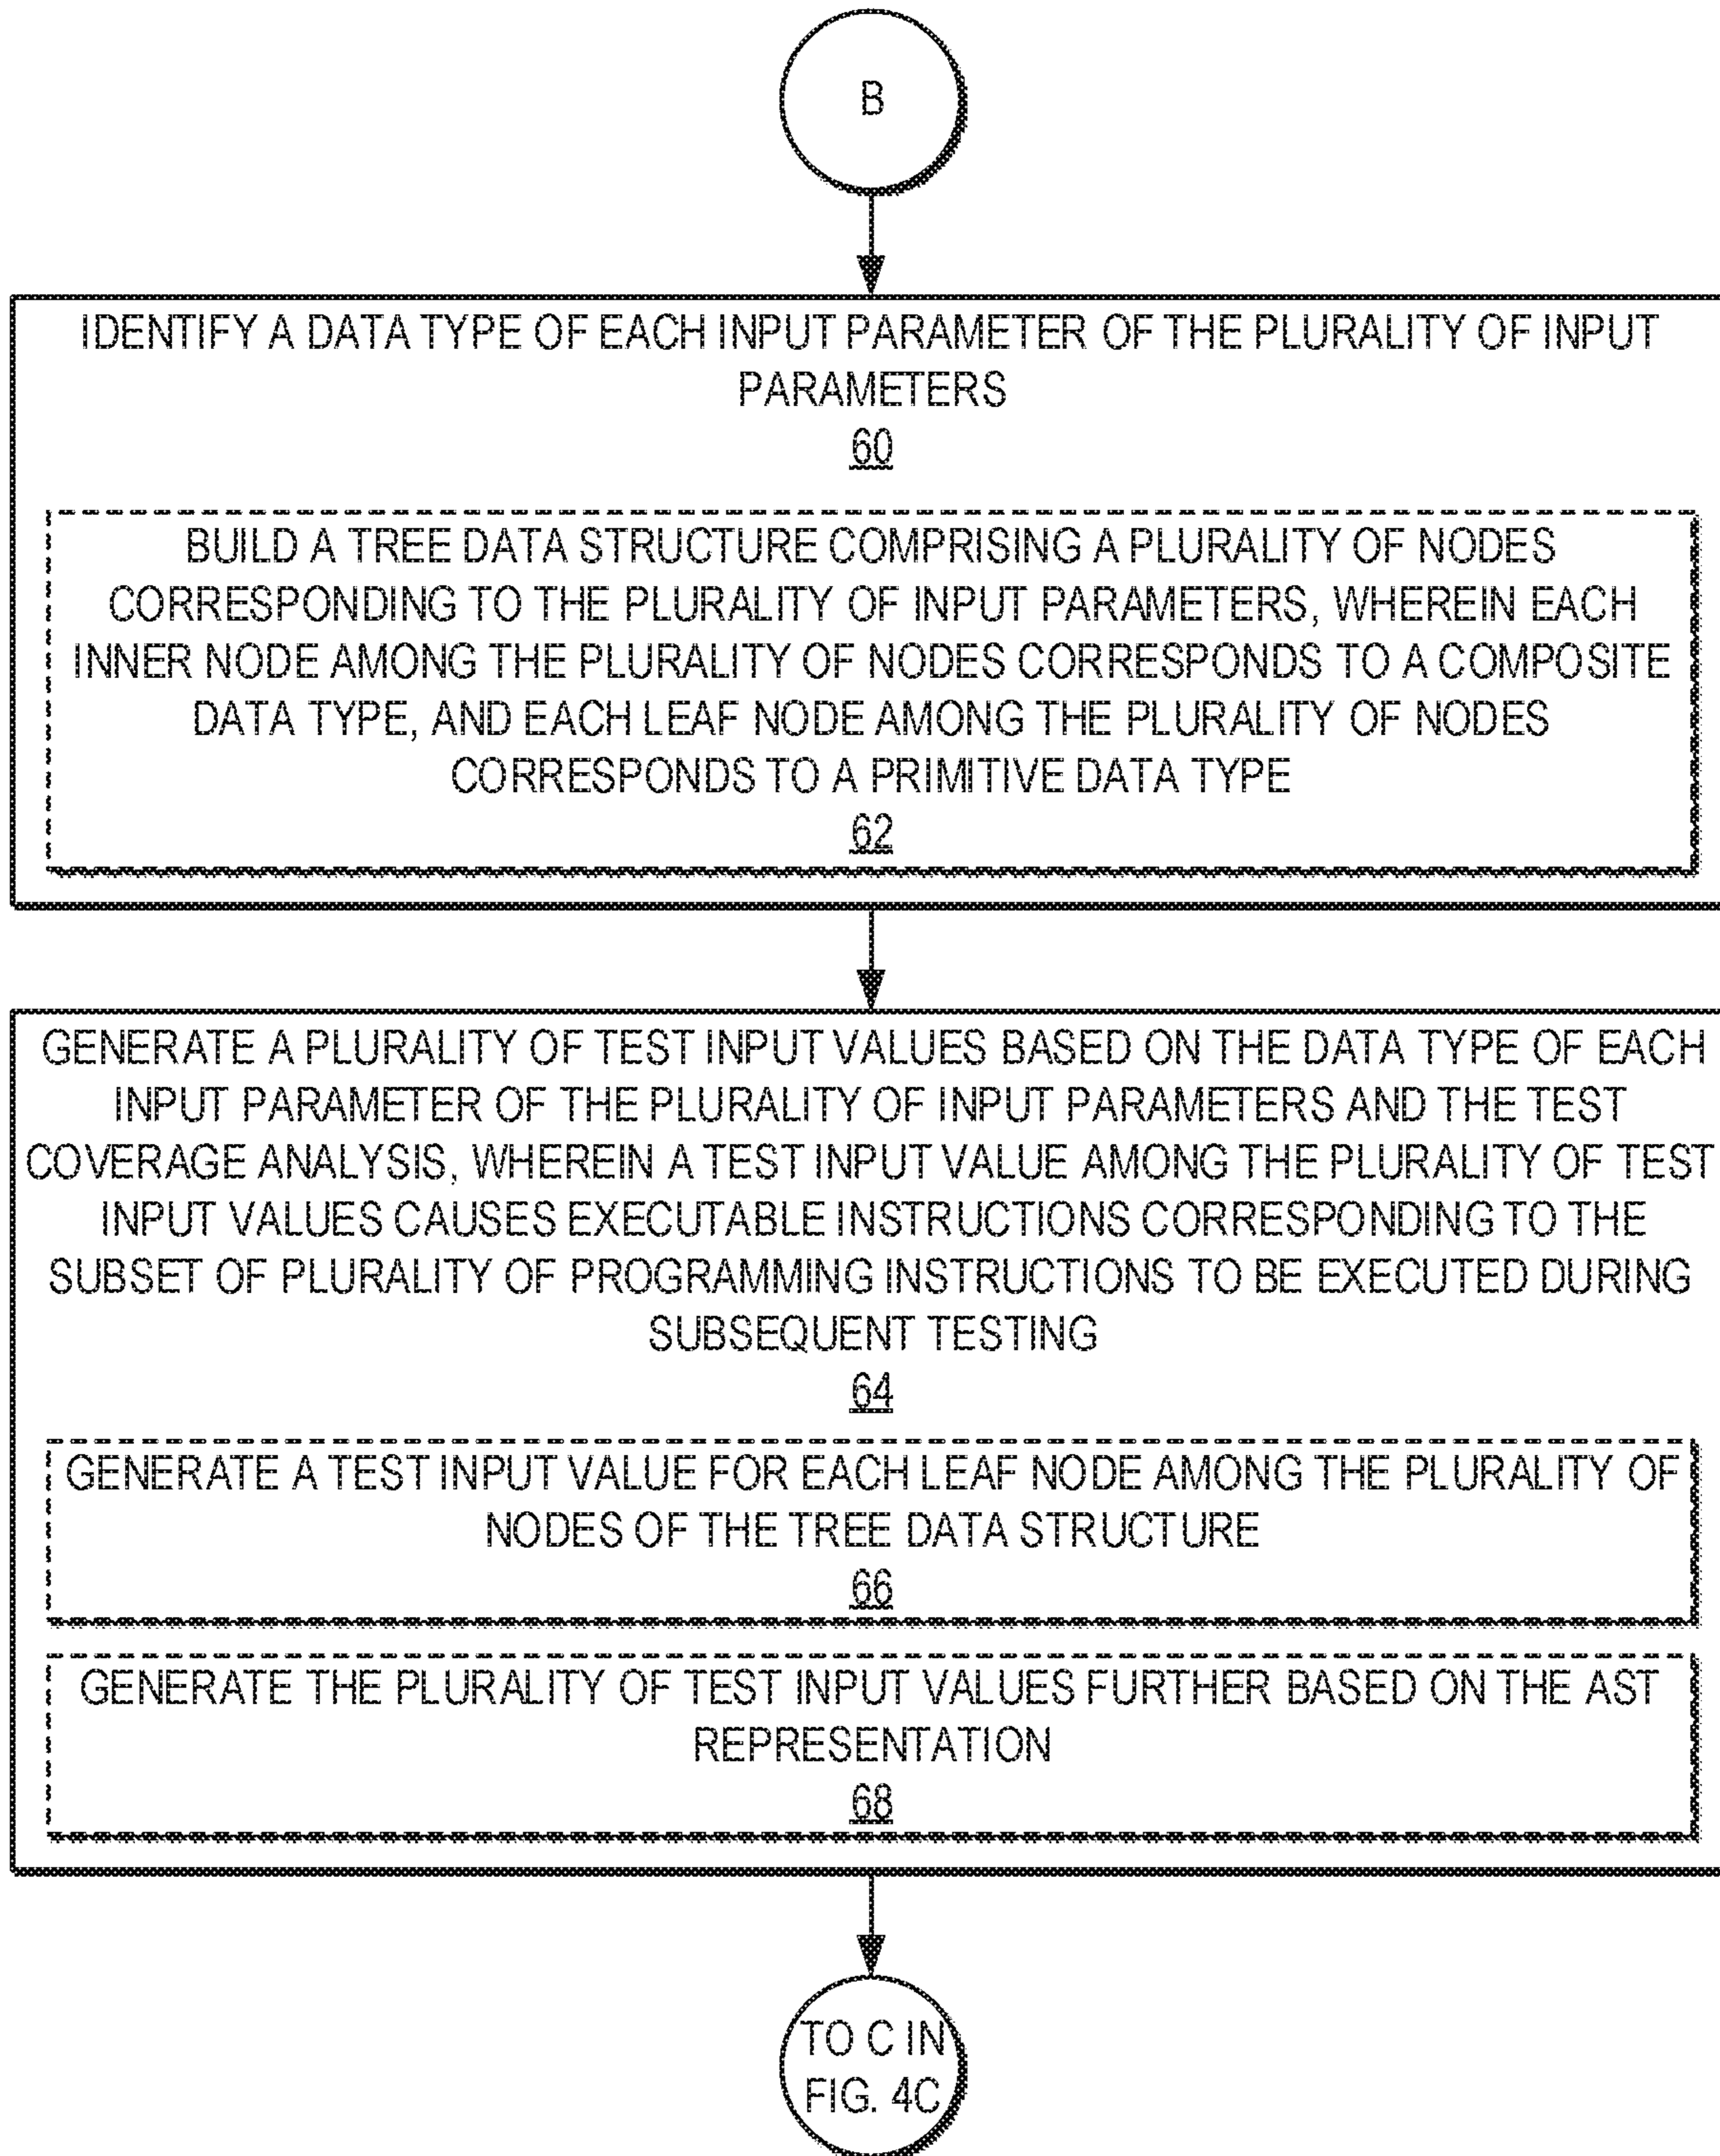 B
IDENTIFY A DATA TYPE OF EACH INPUT PARAMETER OF THE PLURALITY OF INPUT
PARAMETERS
60
BUILD A TREE DATA STRUCTURE COMPRISING A PLURALITY OF NODES
CORRESPONDING TO THE PLURALITY OF INPUT PARAMETERS, WHEREIN EACH
INNER NODE AMONG THE PLURALITY OF NODES CORRESPONDS TO A COMPOSITE
DATA TYPE, AND EACH LEAF NODE AMONG THE PLURALITY OF NODES
CORRESPONDS TO A PRIMITIVE DATA TYPE
62
GENERATE A PLURALITY OF TEST INPUT VALUES BASED ON THE DATA TYPE OF EACH
INPUT PARAMETER OF THE PLURALITY OF INPUT PARAMETERS AND THE TEST
COVERAGE ANALYSIS, WHEREIN A TEST INPUT VALUE AMONG THE PLURALITY OF TEST
INPUT VALUES CAUSES EXECUTABLE INSTRUCTIONS CORRESPONDING TO THE
SUBSET OF PLURALITY OF PROGRAMMING INSTRUCTIONS TO BE EXECUTED DURING
SUBSEQUENT TESTING
64
GENERATE A TEST INPUT VALUE FOR EACH LEAF NODE AMONG THE PLURALITY OF
NODES OF THE TREE DATA STRUCTURE
66
GENERATE THE PLURALITY OF TEST INPUT VALUES FURTHER BASED ON THE AST
REPRESENTATION
68
TO C IN
FIG. 4C